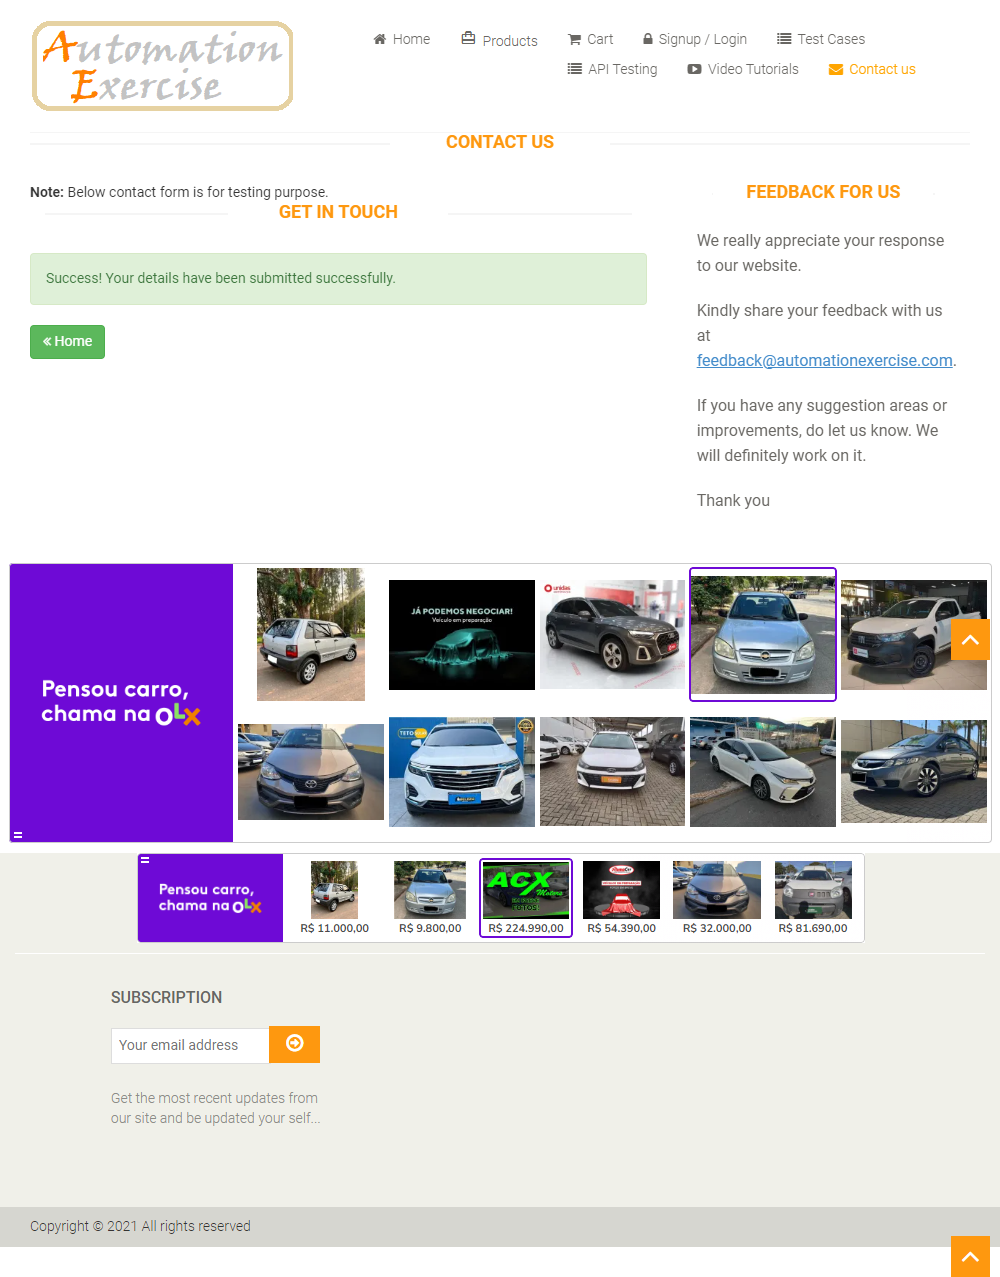 Automation
Exercise
Home
Products
Cart
Signup / Login
Test Cases
API Testing
Video Tutorials
Contact us
CONTACT US
Note: Below contact form is for testing purpose.
GET IN TOUCH
Success! Your details have been submitted successfully.
« Home
FEEDBACK FOR US
We really appreciate your response
to our website.
Kindly share your feedback with us
at
feedback@automationexercise.com.
If you have any suggestion areas or
improvements, do let us know. We
will definitely work on it.
Thank you
Pensou carro,
chama na OLX
JÁ PODEMOS NEGOCIAR!
Veículo em preparação
unidas
Pensou carro,
chama na OLX
ACX
Motors
R$ 11.000,00
R$ 9.800,00
R$ 224.990,00
R$ 54.390,00
R$ 32.000,00
R$ 81.690,00
SUBSCRIPTION
Your email address
Get the most recent updates from
our site and be updated your self...
Copyright © 2021 All rights reserved